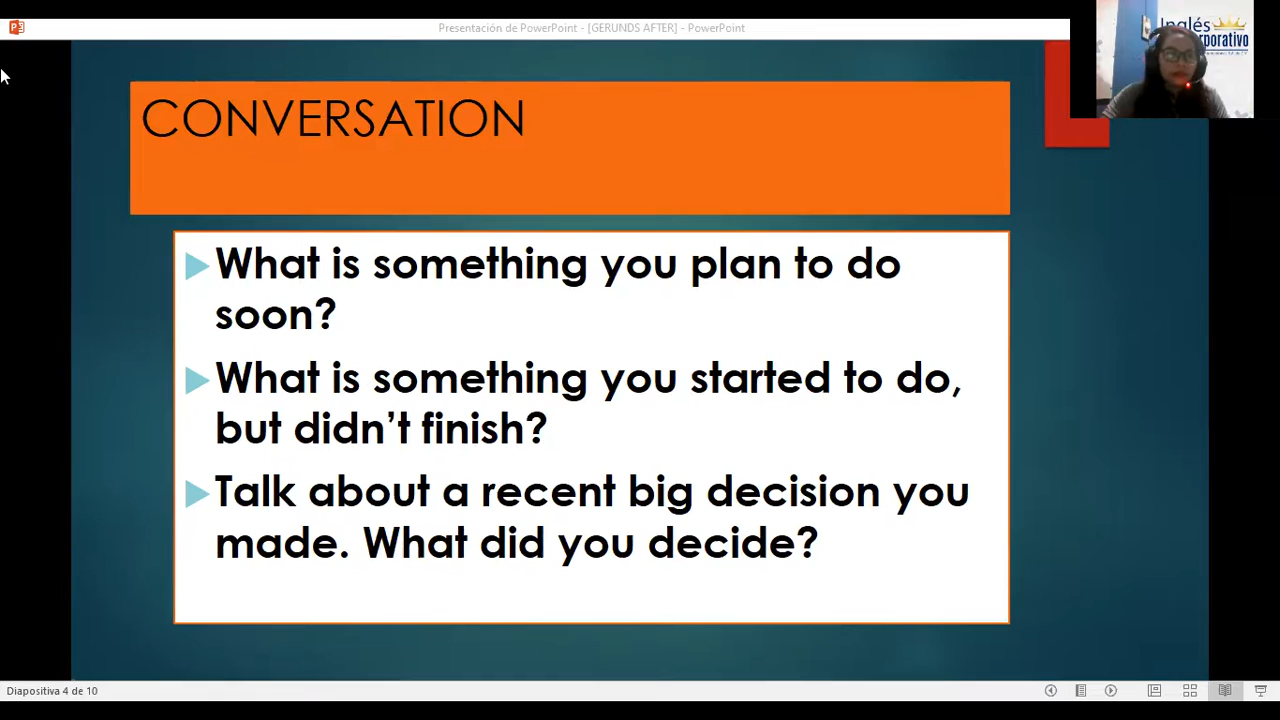 Presentación de PowerPoint - [GERUNDS AFTER] - PowerPoint
Inglés
CONVERSATION
What is something you plan to do
soon?
What is something you started to do,
but didn’t finish?
Talk about a recent big decision you
made. What did you decide?
Diapositiva 4 de 10